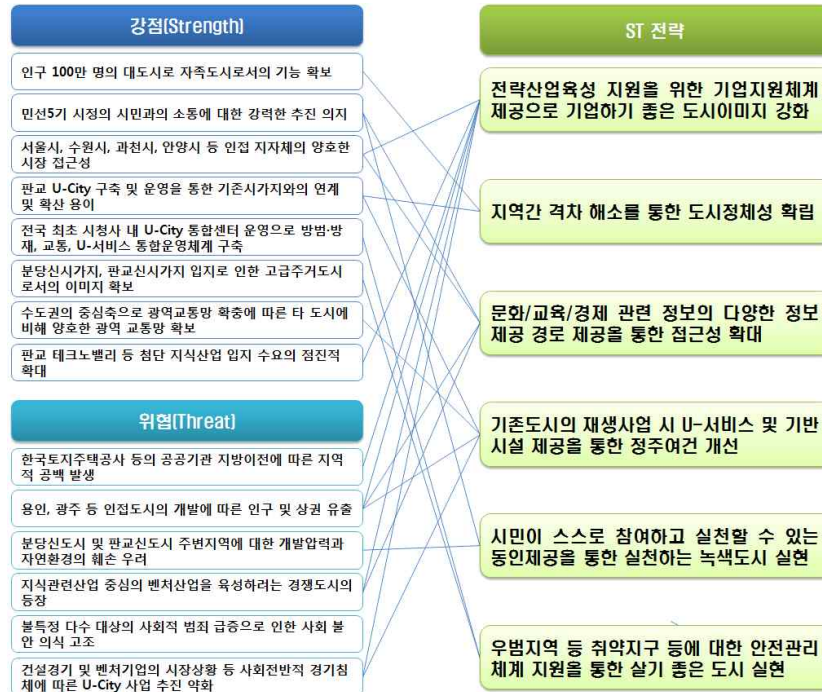 강점(Strength)
인구 100만 명의 대도시로 자족도시로서의 기능 확보
민선5기 시정의 시민과의 소통에 대한 강력한 추진 의지
서울시, 수원시, 과천시, 안양시 등 인접 지자체의 양호한
시장 접근성
판교 U-City 구축 및 운영을 통한 기존시가지와의 연계
및 확산 용이
전국 최초 시청사 내 U-City 통합센터 운영으로 방범·방
재, 교통, U-서비스 통합운영체계 구축
분당신시가지, 판교신시가지 입지로 인한 고급주거도시
로서의 이미지 확보
수도권의 중심축으로 광역교통망 확충에 따른 타 도시에
비해 양호한 광역 교통망 확보
판교 테크노밸리 등 첨단 지식산업 입지 수요의 점진적
확대
위협(Threat)
한국토지주택공사 등의 공공기관 지방이전에 따른 지역
적 공백 발생
용인, 광주 등 인접도시의 개발에 따른 인구 및 상권 유출
분당신도시 및 판교신도시 주변지역에 대한 개발압력과
자연환경의 훼손 우려
지식관련산업 중심의 벤처산업을 육성하려는 경쟁도시의
등장
불특정 다수 대상의 사회적 범죄 급증으로 인한 사회 불
안 의식 고조
건설경기 및 벤처기업의 시장상황 등 사회전반적 경기침
체에 따른 U-City 사업 추진 약화
ST 전략
전략산업육성 지원을 위한 기업지원체계
제공으로 기업하기 좋은 도시이미지 강화
지역간 격차 해소를 통한 도시정체성 확립
문화/교육/경제 관련 정보의 다양한 정보
제공 경로 제공을 통한 접근성 확대
기존도시의 재생사업 시 U-서비스 및 기반
시설 제공을 통한 정주여건 개선
시민이 스스로 참여하고 실천할 수 있는
동인제공을 통한 실천하는 녹색도시 실현
우범지역 등 취약지구 등에 대한 안전관리
체계 지원을 통한 살기 좋은 도시 실현